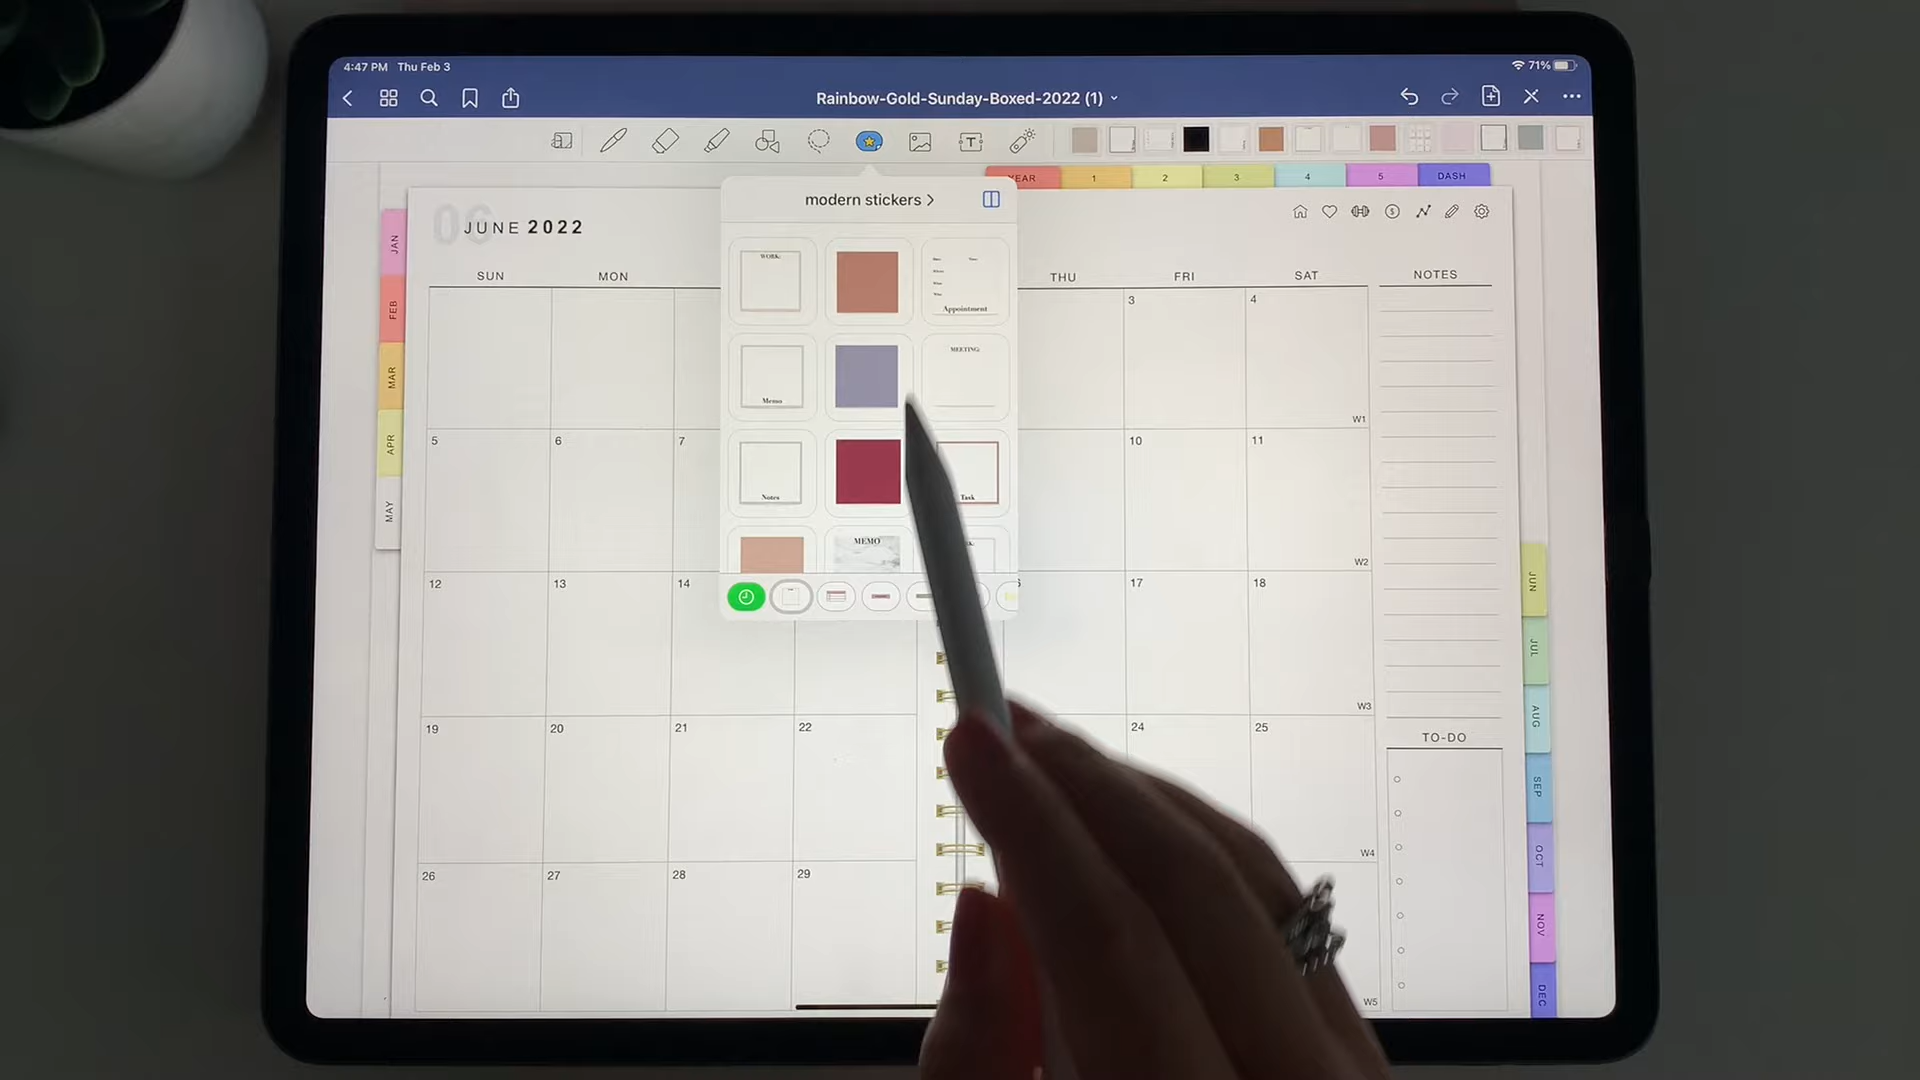 4:47 PM Thu Feb 3
71%
Rainbow-Gold-Sunday-Boxed-2022 (1)
T
YEAR 1 2 3 4 5 DASH
modern stickers >
06 JUNE 2022
SUN MON THU FRI SAT NOTES
WORK:
Appointment
Memo
MEETING:
Notes
Task
MEMO
3 4
W1
5 6 7 10 11
W2
12 13 14 17 18
W3
19 20 21 22 24 25
TO-DO
W4
26 27 28 29
W5
JAN
FEB
MAR
APR
MAY
JUN
JUL
AUG
SEP
OCT
NOV
DEC